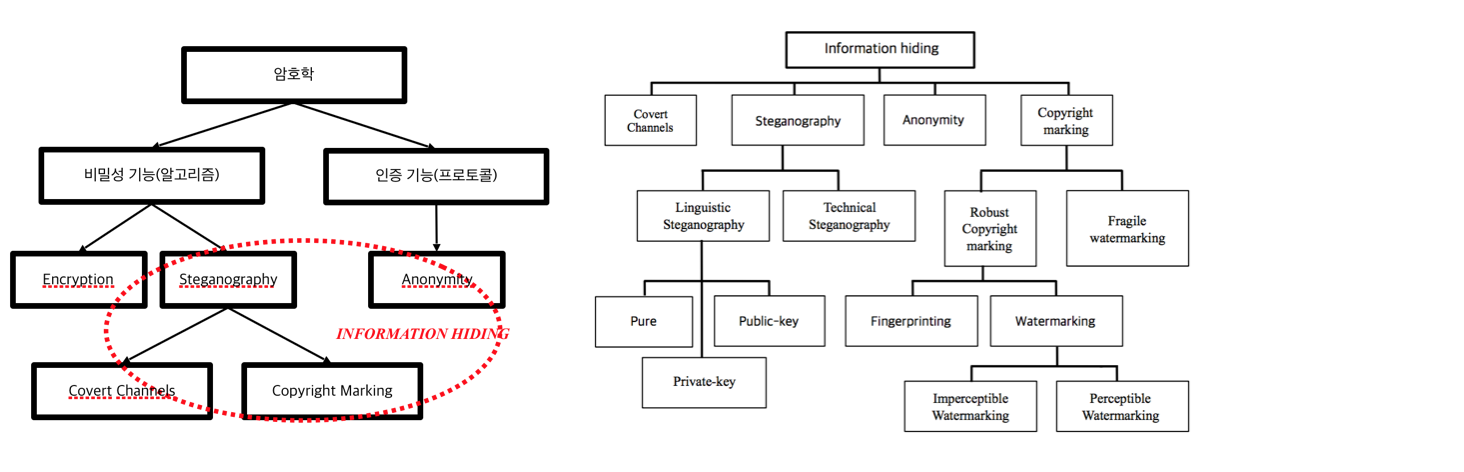 암호학
비밀성 기능(알고리즘)
인증 기능(프로토콜)
Encryption
Steganography
Anonymity
INFORMATION HIDING
Covert Channels
Copyright Marking
Information hiding
Covert
Channels
Steganography
Anonymity
Copyright
marking
Linguistic
Steganography
Technical
Steganography
Robust
Copyright
marking
Fragile
watermarking
Pure
Public-key
Private-key
Fingerprinting
Watermarking
Imperceptible
Watermarking
Perceptible
Watermarking